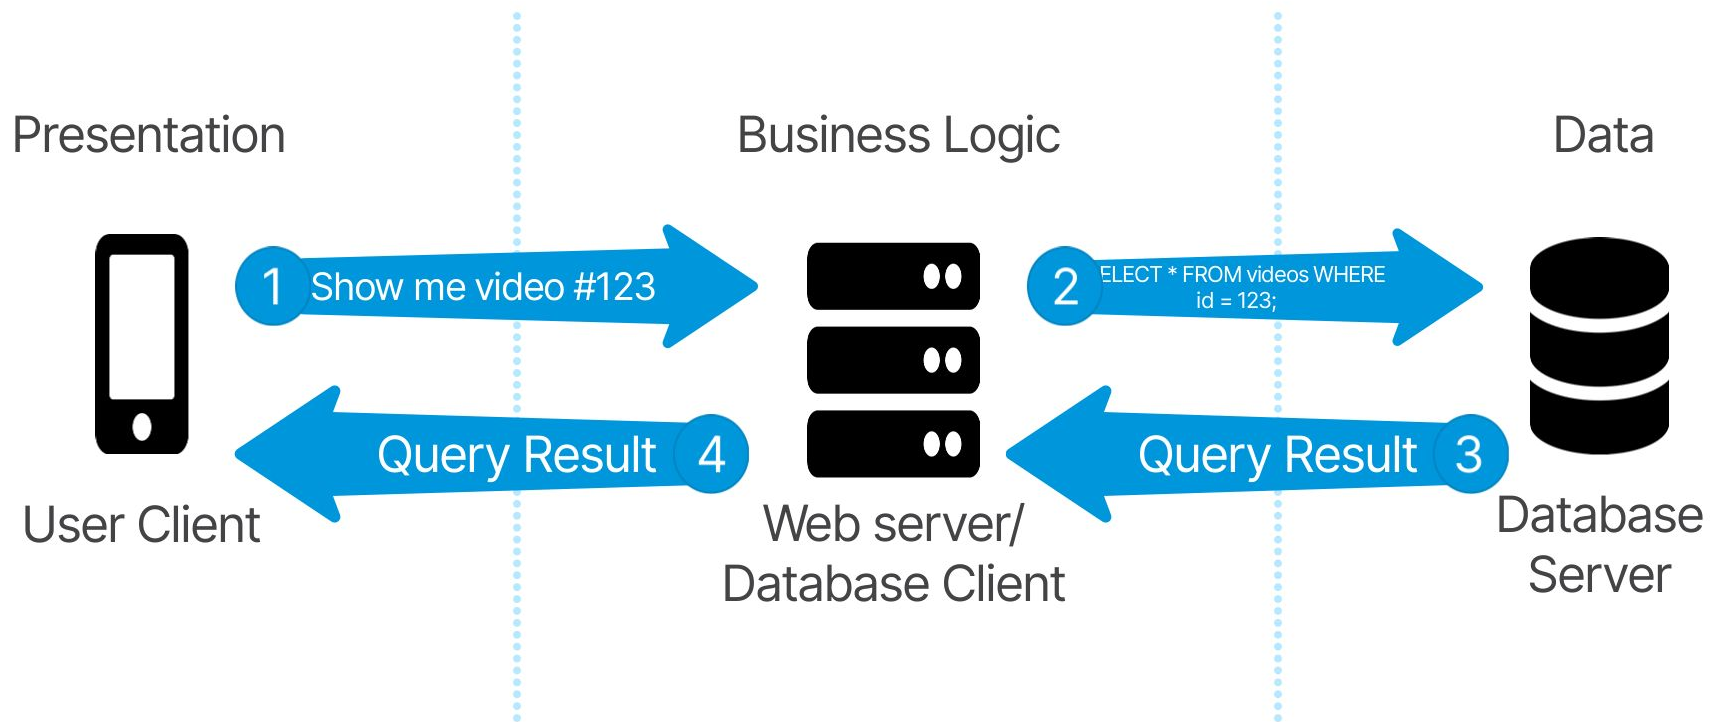 Presentation
Business Logic
Data
1 Show me video #123
2 ELECT * FROM videos WHERE
id = 123;
Query Result 4
Query Result 3
User Client
Web server/
Database Client
Database
Server